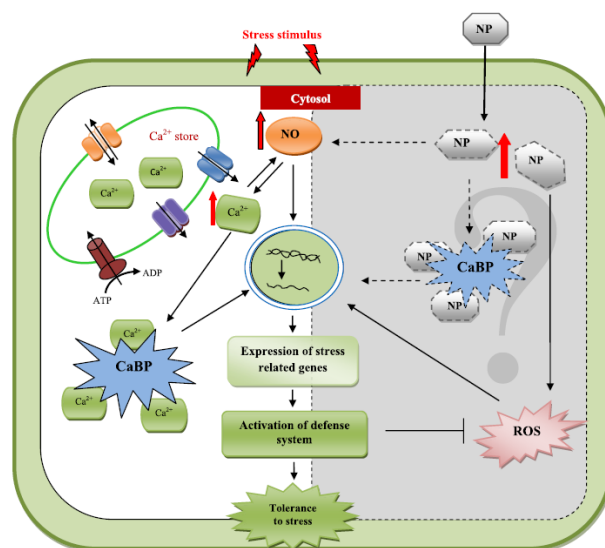 Stress stimulus
NP
Cytosol
Ca2+ store
NO
NP
NP
Ca2+
Ca2+
Ca2+
NP
NP
CaBP
NP
ADP
ATP
Ca2+
CaBP
Ca2+
Ca2+
Expression of stress
related genes
Activation of defense
system
ROS
Tolerance
to stress
?